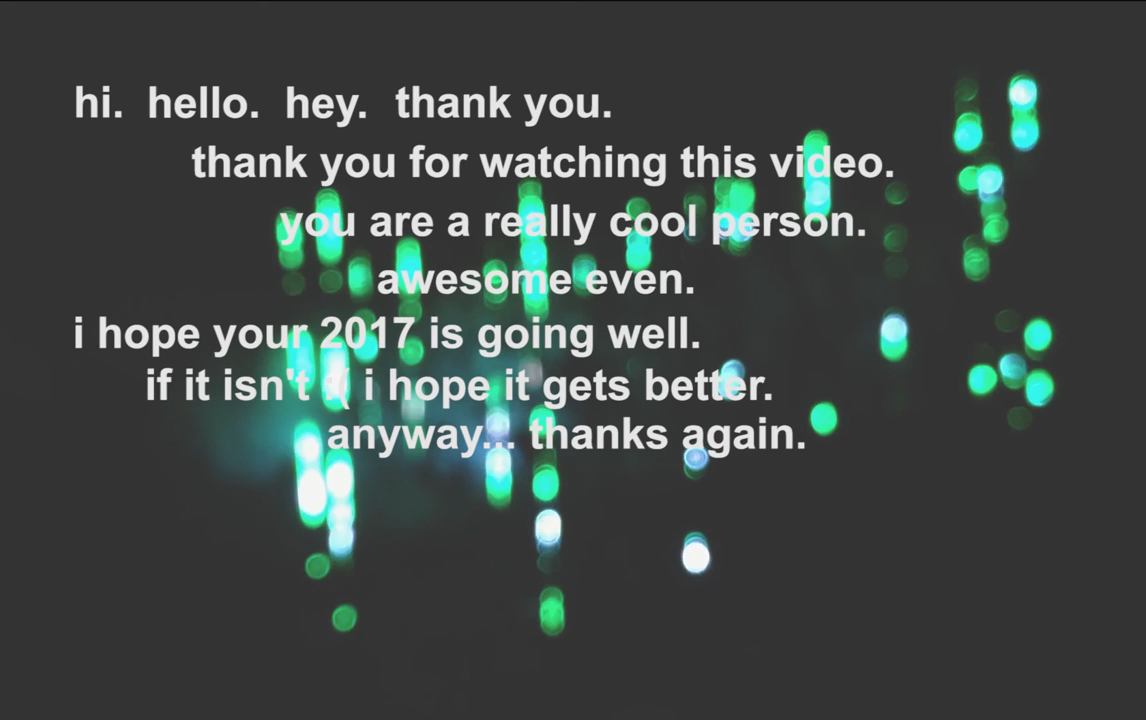 hi. hello. hey. thank you.
thank you for watching this video.
you are a really cool person.
awesome even.
i hope your 2017 is going well.
if it isn't :( i hope it gets better.
anyway... thanks again.